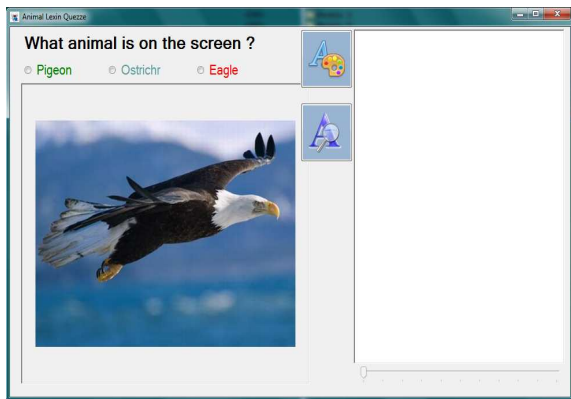 Animal Lexin Quezze
What animal is on the screen ?
Pigeon Ostrichr Eagle